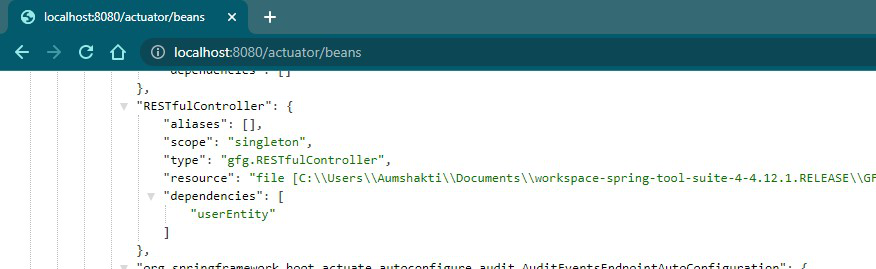 localhost:8080/actuator/beans
localhost:8080/actuator/beans
"dependencies": []
},
"RESTfulController": {
"aliases": [],
"scope": "singleton",
"type": "gfg.RESTfulController",
"resource": "file [C:\\Users\\Aumshakti\\Documents\\workspace-spring-tool-suite-4-4.12.1.RELEASE\\GF
"dependencies": [
"userEntity"
]
},
"org.springframework.boot.actuate.autoconfigure.audit.AuditEventsEndpointAutoConfiguration": {